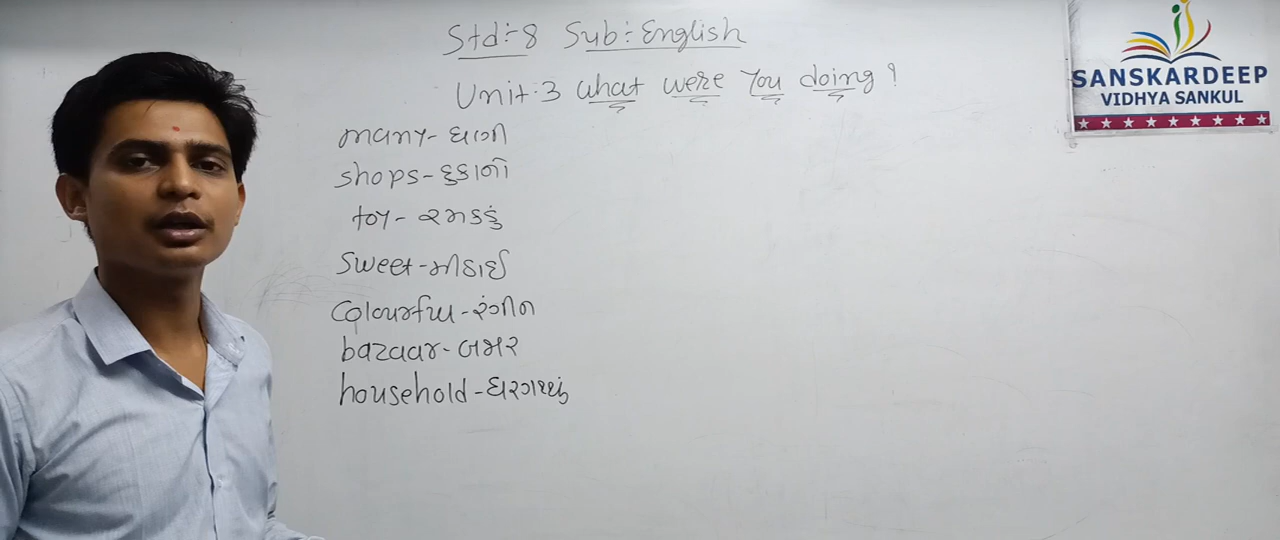 Std:- 8 Sub:- English
Unit:3 What were You doing ?
many - ઘણી
shops - દુકાનો
toy - રમકડું
Sweet - મીઠાઈ
Colourful - રંગીન
bazaar - બજાર
household - ઘરગથ્થું
SANSKARDEEP
VIDHYA SANKUL